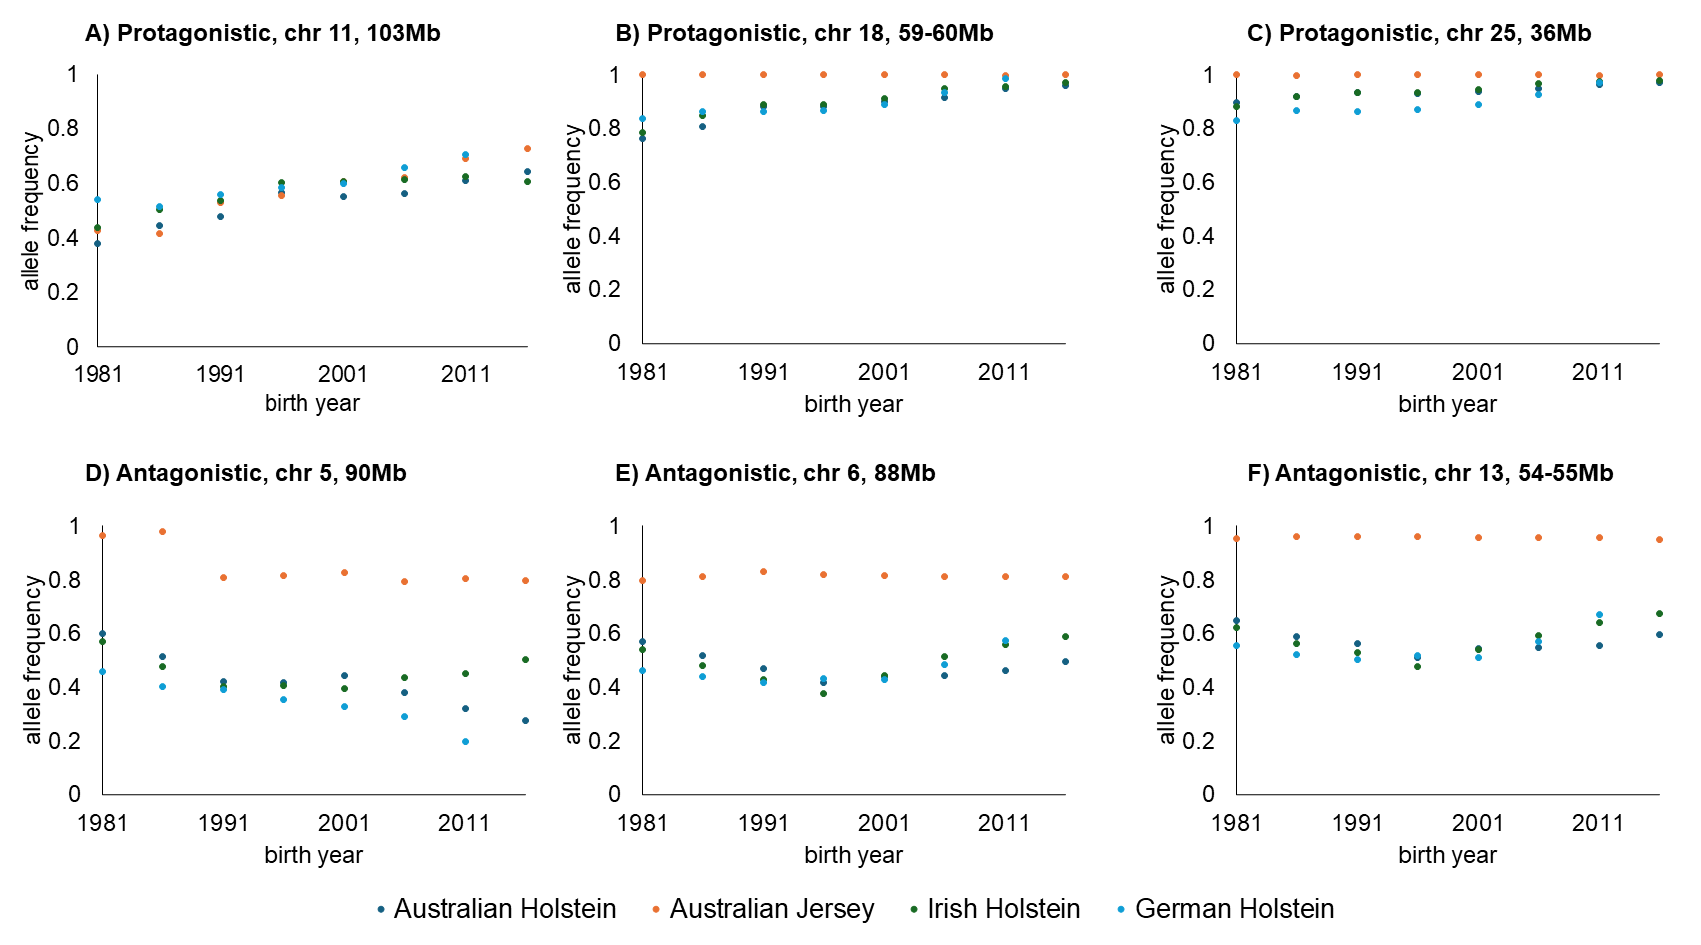 A) Protagonistic, chr 11, 103Mb
1
0.8
0.6
0.4
0.2
0
allele frequency
1981 1991 2001 2011
birth year
B) Protagonistic, chr 18, 59-60Mb
1
0.8
0.6
0.4
0.2
0
allele frequency
1981 1991 2001 2011
birth year
C) Protagonistic, chr 25, 36Mb
1
0.8
0.6
0.4
0.2
0
allele frequency
1981 1991 2001 2011
birth year
D) Antagonistic, chr 5, 90Mb
1
0.8
0.6
0.4
0.2
0
allele frequency
1981 1991 2001 2011
birth year
E) Antagonistic, chr 6, 88Mb
1
0.8
0.6
0.4
0.2
0
allele frequency
1981 1991 2001 2011
birth year
F) Antagonistic, chr 13, 54-55Mb
1
0.8
0.6
0.4
0.2
0
allele frequency
1981 1991 2001 2011
birth year
Australian Holstein Australian Jersey Irish Holstein German Holstein